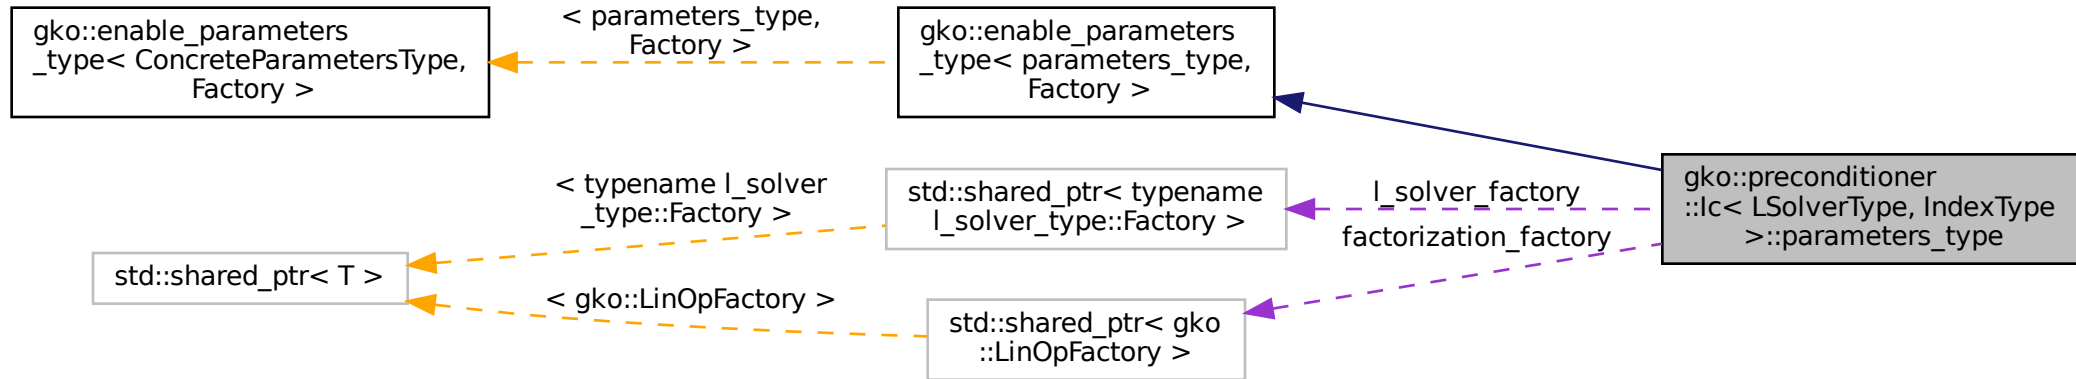 gko::enable_parameters
_type< ConcreteParametersType,
Factory >
< parameters_type,
Factory >
gko::enable_parameters
_type< parameters_type,
Factory >
std::shared_ptr< T >
< typename l_solver
_type::Factory >
< gko::LinOpFactory >
std::shared_ptr< typename
l_solver_type::Factory >
std::shared_ptr< gko
::LinOpFactory >
l_solver_factory
factorization_factory
gko::preconditioner
::Ic< LSolverType, IndexType
>::parameters_type